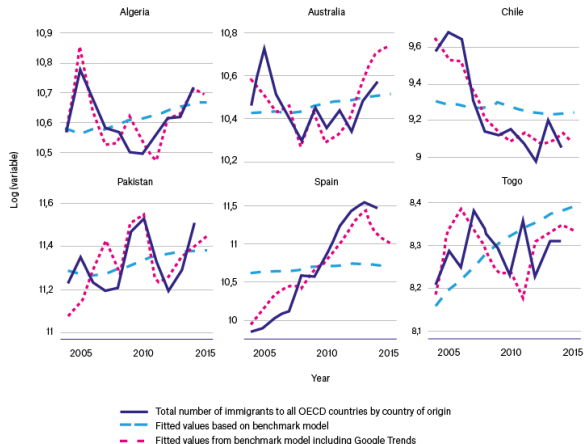 Algeria Australia Chile
10,9 10,8 9,6
10,8 10,6 9,4
10,7 10,4 9,2
10,6 10,2 9
10,5
Log (variable)
Pakistan Spain Togo
11,6 11,5 8,4
11,4 11 8,3
11,2 10,5 8,2
11 10 8,1
2005 2010 2015 2005 2010 2015 2005 2010 2015
Year
Total number of immigrants to all OECD countries by country of origin
Fitted values based on benchmark model
Fitted values from benchmark model including Google Trends